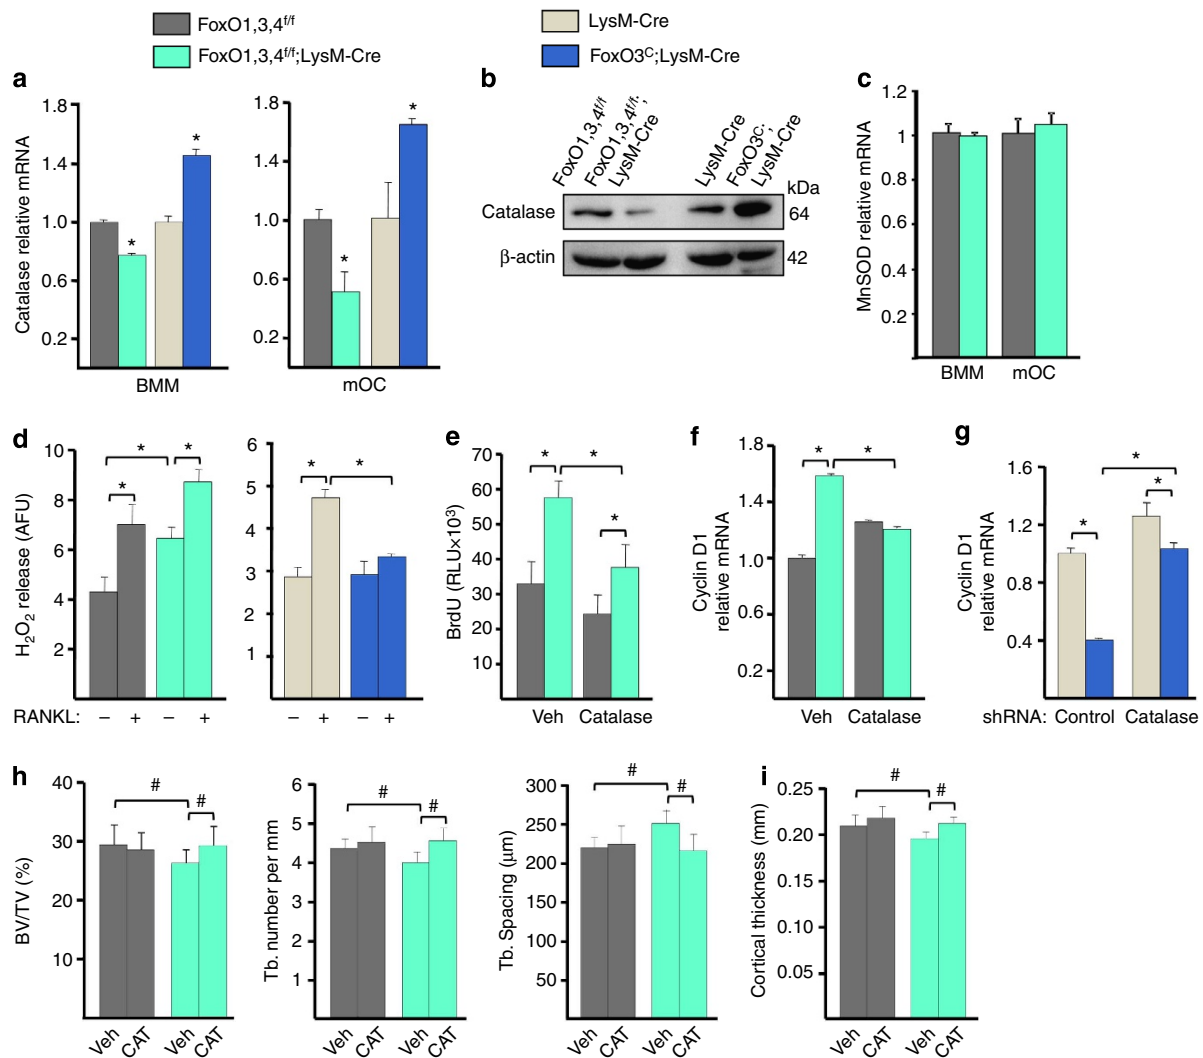 FoxO1,3,4f/f
FoxO1,3,4f/f;LysM-Cre
LysM-Cre
FoxO3C;LysM-Cre
a
Catalase relative mRNA
1.8
1.4
1.0
0.6
0.2
*
*
BMM
1.8
1.4
1.0
0.6
0.2
*
*
mOC
b
FoxO1,3,4f/f
FoxO1,3,4f/f;
LysM-Cre
LysM-Cre
FoxO3C;
LysM-Cre
kDa
Catalase
64
β-actin
42
c
MnSOD relative mRNA
1.2
1
0.8
0.6
0.4
0.2
BMM
mOC
d
H2O2 release (AFU)
10
8
6
4
2
*
*
*
RANKL: – + – +
6
5
4
3
2
1
*
*
– + – +
e
BrdU (RLU×10³)
70
60
50
40
30
20
10
*
*
*
Veh
Catalase
f
Cyclin D1
relative mRNA
1.8
1.4
1.0
0.6
0.2
*
*
Veh
Catalase
g
Cyclin D1
relative mRNA
1.6
1.2
0.8
0.4
*
*
*
shRNA: Control Catalase
h
BV/TV (%)
40
30
20
10
#
#
Veh
CAT
Veh
CAT
Tb. number per mm
6
5
4
3
2
1
#
#
Veh
CAT
Veh
CAT
Tb. Spacing (µm)
300
250
200
150
100
50
#
#
Veh
CAT
Veh
CAT
i
Cortical thickness (mm)
0.25
0.20
0.15
0.10
0.05
#
#
Veh
CAT
Veh
CAT